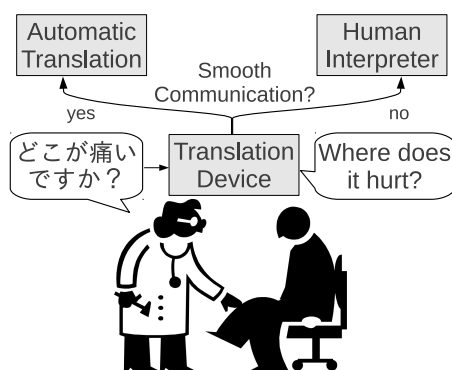 Automatic
Translation
Human
Interpreter
Smooth
Communication?
yes
no
どこが痛い
ですか？
Translation
Device
Where does
it hurt?